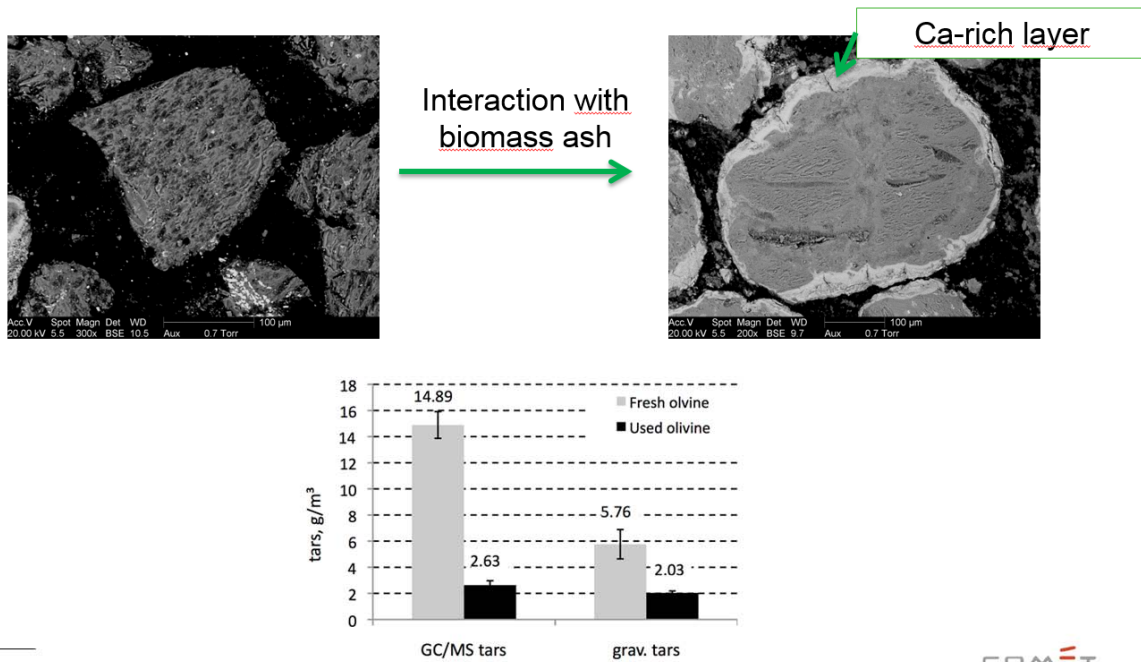 Ca-rich layer
Interaction with
biomass ash
Acc.V Spot Magn Det WD
20.00 kV 5.5 300x BSE 10.5 Aux 0.7 Torr
100 µm
Acc.V Spot Magn Det WD
20.00 kV 5.5 200x BSE 9.7 Aux 0.7 Torr
100 µm
tars, g/m³
18
16
14
12
10
8
6
4
2
0
14.89
2.63
5.76
2.03
Fresh olvine
Used olivine
GC/MS tars
grav. tars